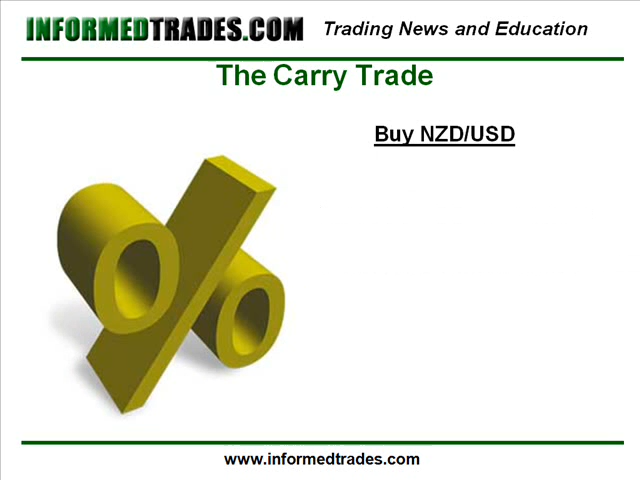 INFORMEDTRADES.COM Trading News and Education
The Carry Trade
Buy NZD/USD
%
www.informedtrades.com